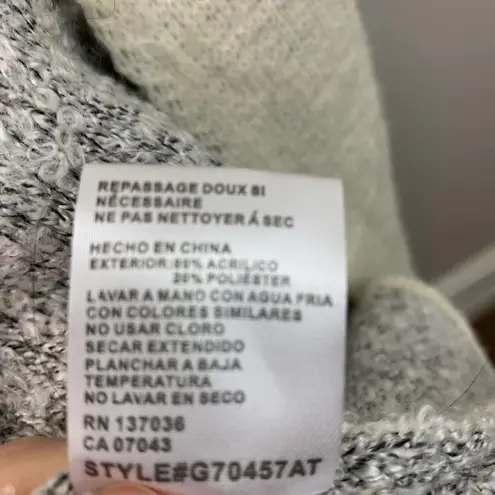 REPASSAGE DOUX SI
NÉCESSAIRE
NE PAS NETTOYER Á SEC
HECHO EN CHINA
EXTERIOR: 80% ACRILICO
20% POLIÉSTER
LAVAR A MANO CON AGUA FRIA
CON COLORES SIMILARES
NO USAR CLORO
SECAR EXTENDIDO
PLANCHAR A BAJA
TEMPERATURA
NO LAVAR EN SECO
RN 137036
CA 07043
STYLE#G70457AT